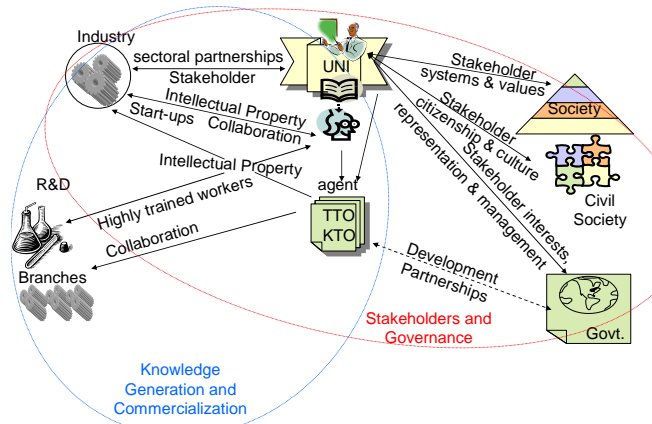 Industry
sectoral partnerships
Stakeholder
UNI
Stakeholder
systems & values
Society
Intellectual Property
Start-ups Collaboration
Stakeholder
citizenship & culture
Stakeholder interests,
representation & management
Civil
Society
Intellectual Property
R&D
Highly trained workers
agent
TTO
KTO
Collaboration
Branches
Development
Partnerships
Govt.
Stakeholders and
Governance
Knowledge
Generation and
Commercialization